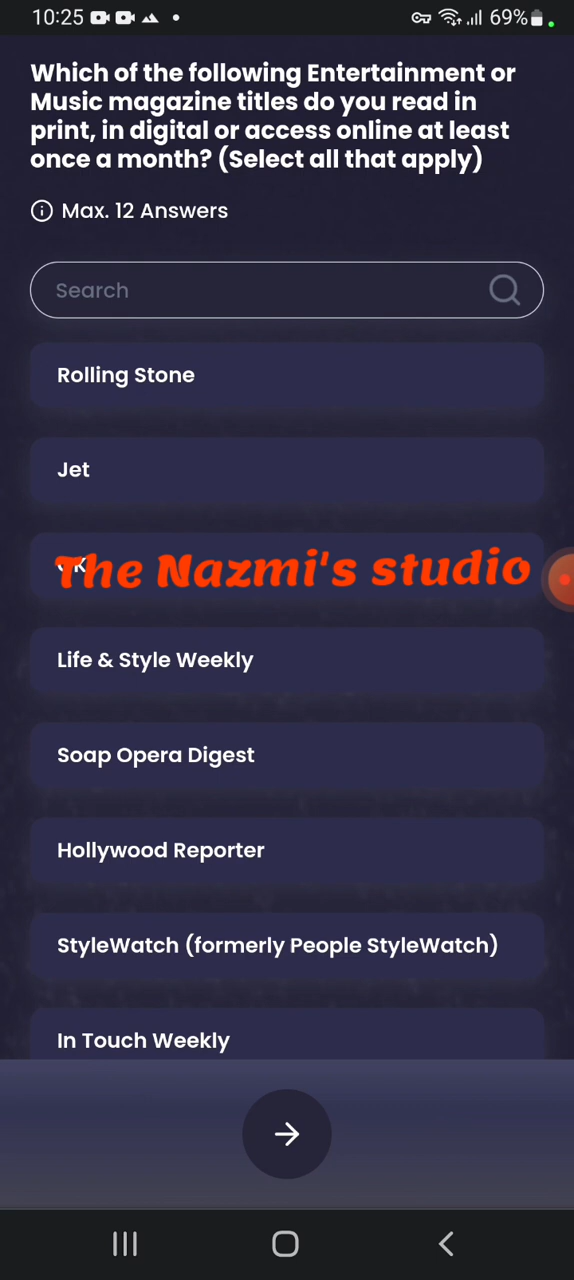 10:25
69%
Which of the following Entertainment or
Music magazine titles do you read in
print, in digital or access online at least
once a month? (Select all that apply)
Max. 12 Answers
Search
Rolling Stone
Jet
The Nazmi's studio
Life & Style Weekly
Soap Opera Digest
Hollywood Reporter
StyleWatch (formerly People StyleWatch)
In Touch Weekly